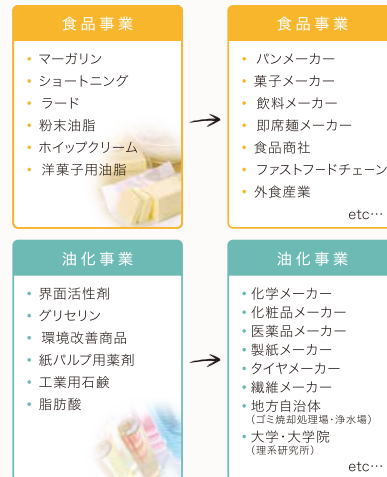 食品事業
・マーガリン
・ショートニング
・ラード
・粉末油脂
・ホイップクリーム
・洋菓子用油脂
食品事業
・パンメーカー
・菓子メーカー
・飲料メーカー
・即席麺メーカー
・食品商社
・ファストフードチェーン
・外食産業
etc…
油化事業
・界面活性剤
・グリセリン
・環境改善商品
・紙パルプ用薬剤
・工業用石鹸
・脂肪酸
油化事業
・化学メーカー
・化粧品メーカー
・医薬品メーカー
・製紙メーカー
・タイヤメーカー
・繊維メーカー
・地方自治体
(ゴミ焼却処理場・浄水場)
・大学・大学院
(理系研究所)
etc…